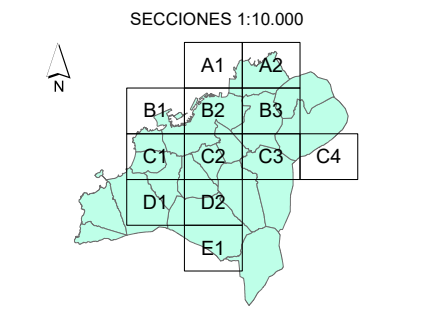 SECCIONES 1:10.000
A1 A2
N
B1 B2 B3
C1 C2 C3 C4
D1 D2
E1